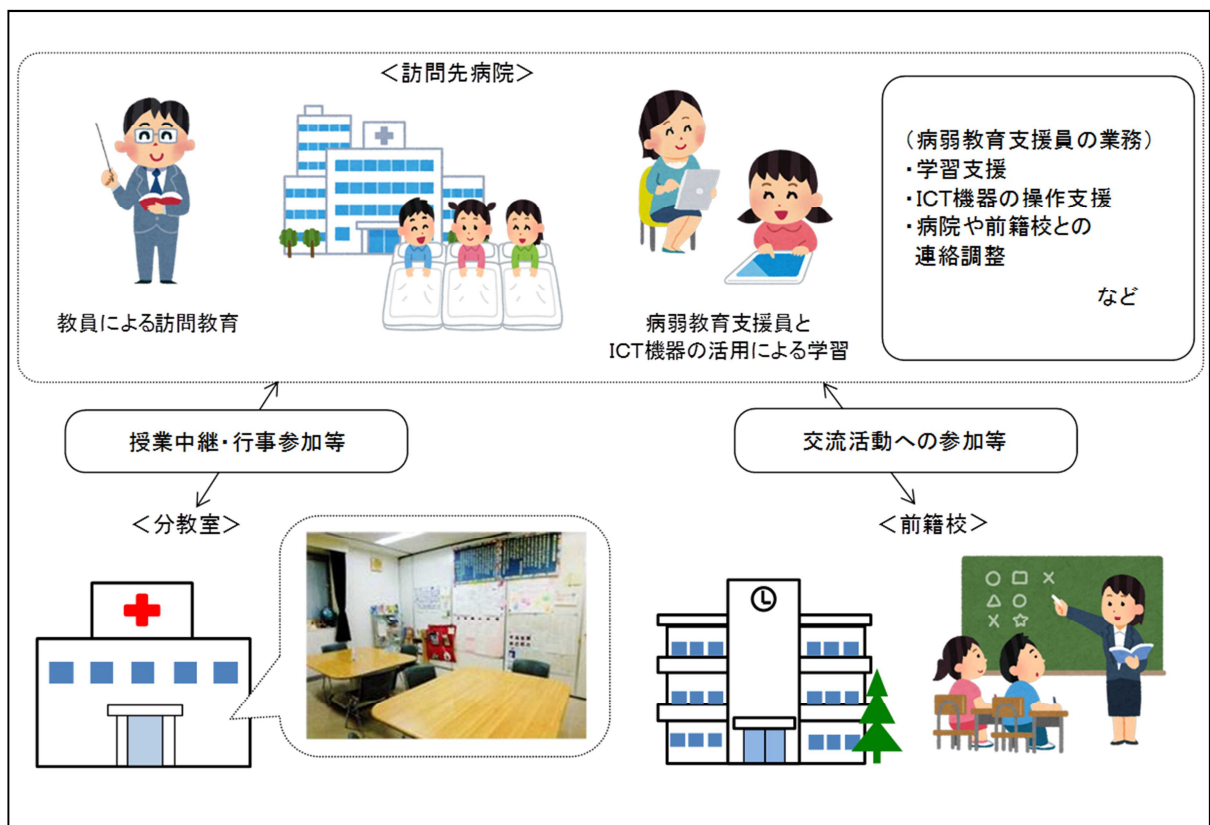 ＜訪問先病院＞
教員による訪問教育
病弱教育支援員と
ICT機器の活用による学習
（病弱教育支援員の業務）
・学習支援
・ICT機器の操作支援
・病院や前籍校との
連絡調整
など
授業中継・行事参加等
交流活動への参加等
＜分教室＞
＜前籍校＞